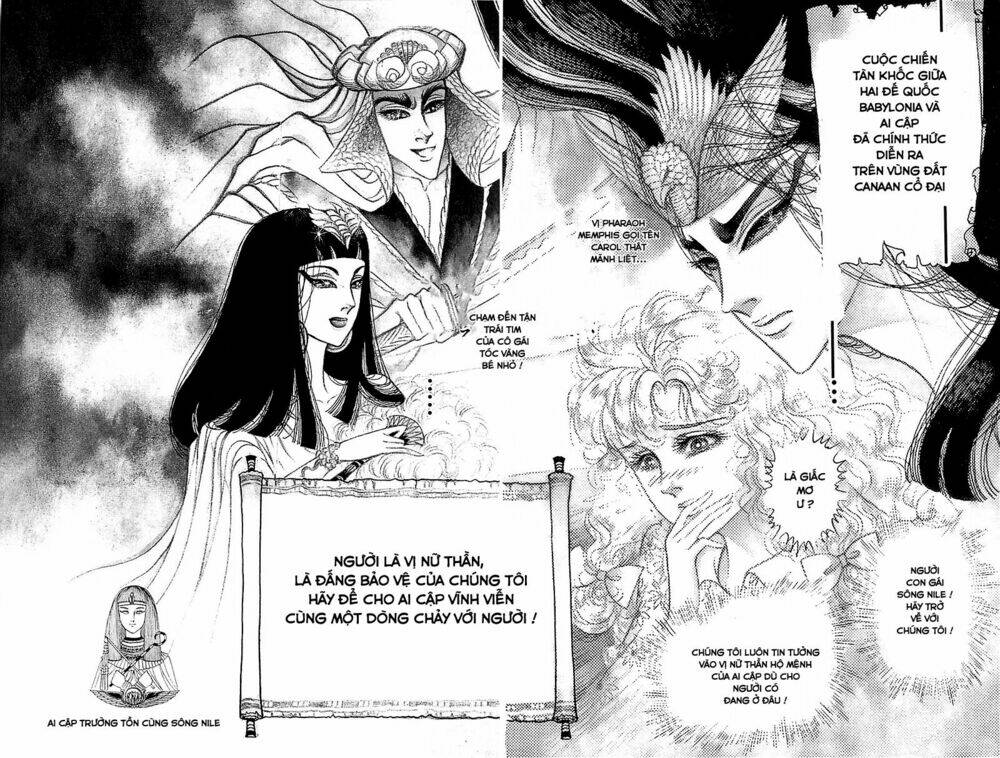 CUỘC CHIẾN
TÀN KHỐC GIỮA
HAI ĐẾ QUỐC
BABYLONIA VÀ
AI CẬP
ĐÃ CHÍNH THỨC
DIỄN RA
TRÊN VÙNG ĐẤT
CANAAN CỔ ĐẠI
VỊ PHARAOH
MEMPHIS GỌI TÊN
CAROL THẬT
MÃNH LIỆT...
CHẠM ĐẾN TẬN
TRÁI TIM
CỦA CÔ GÁI
TÓC VÀNG
BÉ NHỎ !
LÀ GIẤC
MƠ
Ư ?
NGƯỜI
CON GÁI
SÔNG NILE !
HÃY TRỞ
VỀ VỚI
CHÚNG TÔI !
CHÚNG TÔI LUÔN TIN TƯỞNG
VÀO VỊ NỮ THẦN HỘ MỆNH
CỦA AI CẬP DÙ CHO
NGƯỜI CÓ
ĐANG Ở ĐÂU !
NGƯỜI LÀ VỊ NỮ THẦN,
LÀ ĐẤNG BẢO VỆ CỦA CHÚNG TÔI
HÃY ĐỂ CHO AI CẬP VĨNH VIỄN
CÙNG MỘT DÒNG CHẢY VỚI NGƯỜI !
AI CẬP TRƯỜNG TỒN CÙNG SÔNG NILE